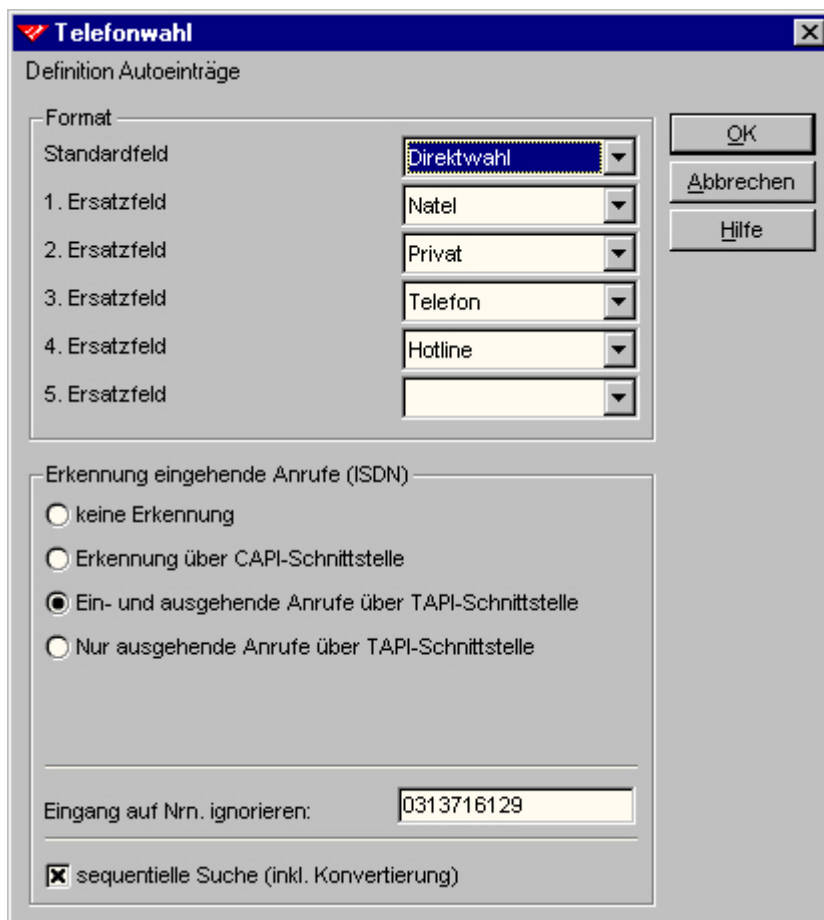 Telefonwahl
Definition Autoeinträge
Format
Standardfeld Direktwahl
1. Ersatzfeld Natel
2. Ersatzfeld Privat
3. Ersatzfeld Telefon
4. Ersatzfeld Hotline
5. Ersatzfeld
OK
Abbrechen
Hilfe
Erkennung eingehende Anrufe (ISDN)
keine Erkennung
Erkennung über CAPI-Schnittstelle
Ein- und ausgehende Anrufe über TAPI-Schnittstelle
Nur ausgehende Anrufe über TAPI-Schnittstelle
Eingang auf Nrn. ignorieren: 0313716129
sequentielle Suche (inkl. Konvertierung)